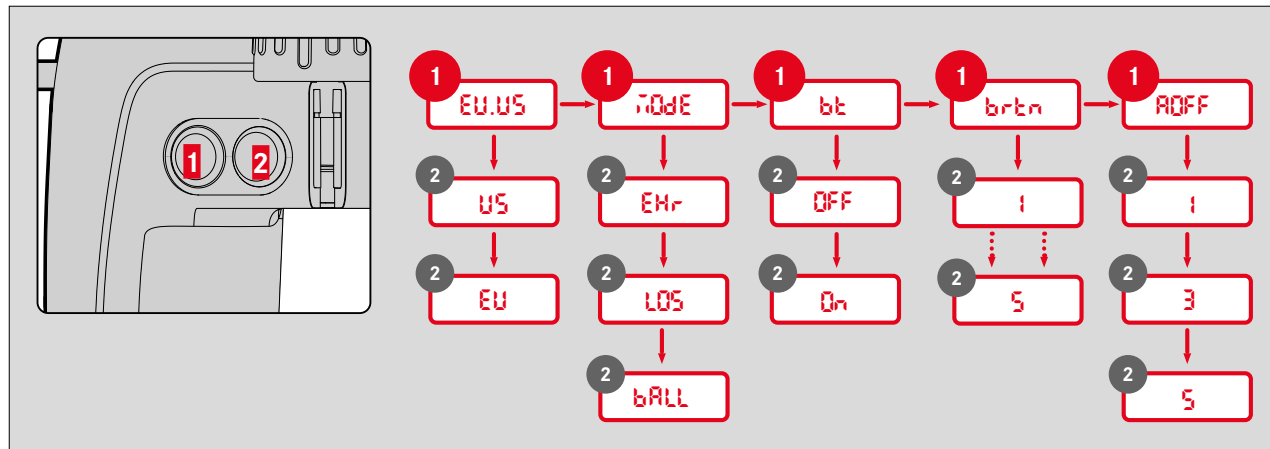 1 2
1 1 1 1 1
EU.US MOdE bt brtn AOFF
2 2 2 2 2
US EHr OFF 1 1
2 2 2 2 2
EU LOS On 5 3
2 2
bALL 5